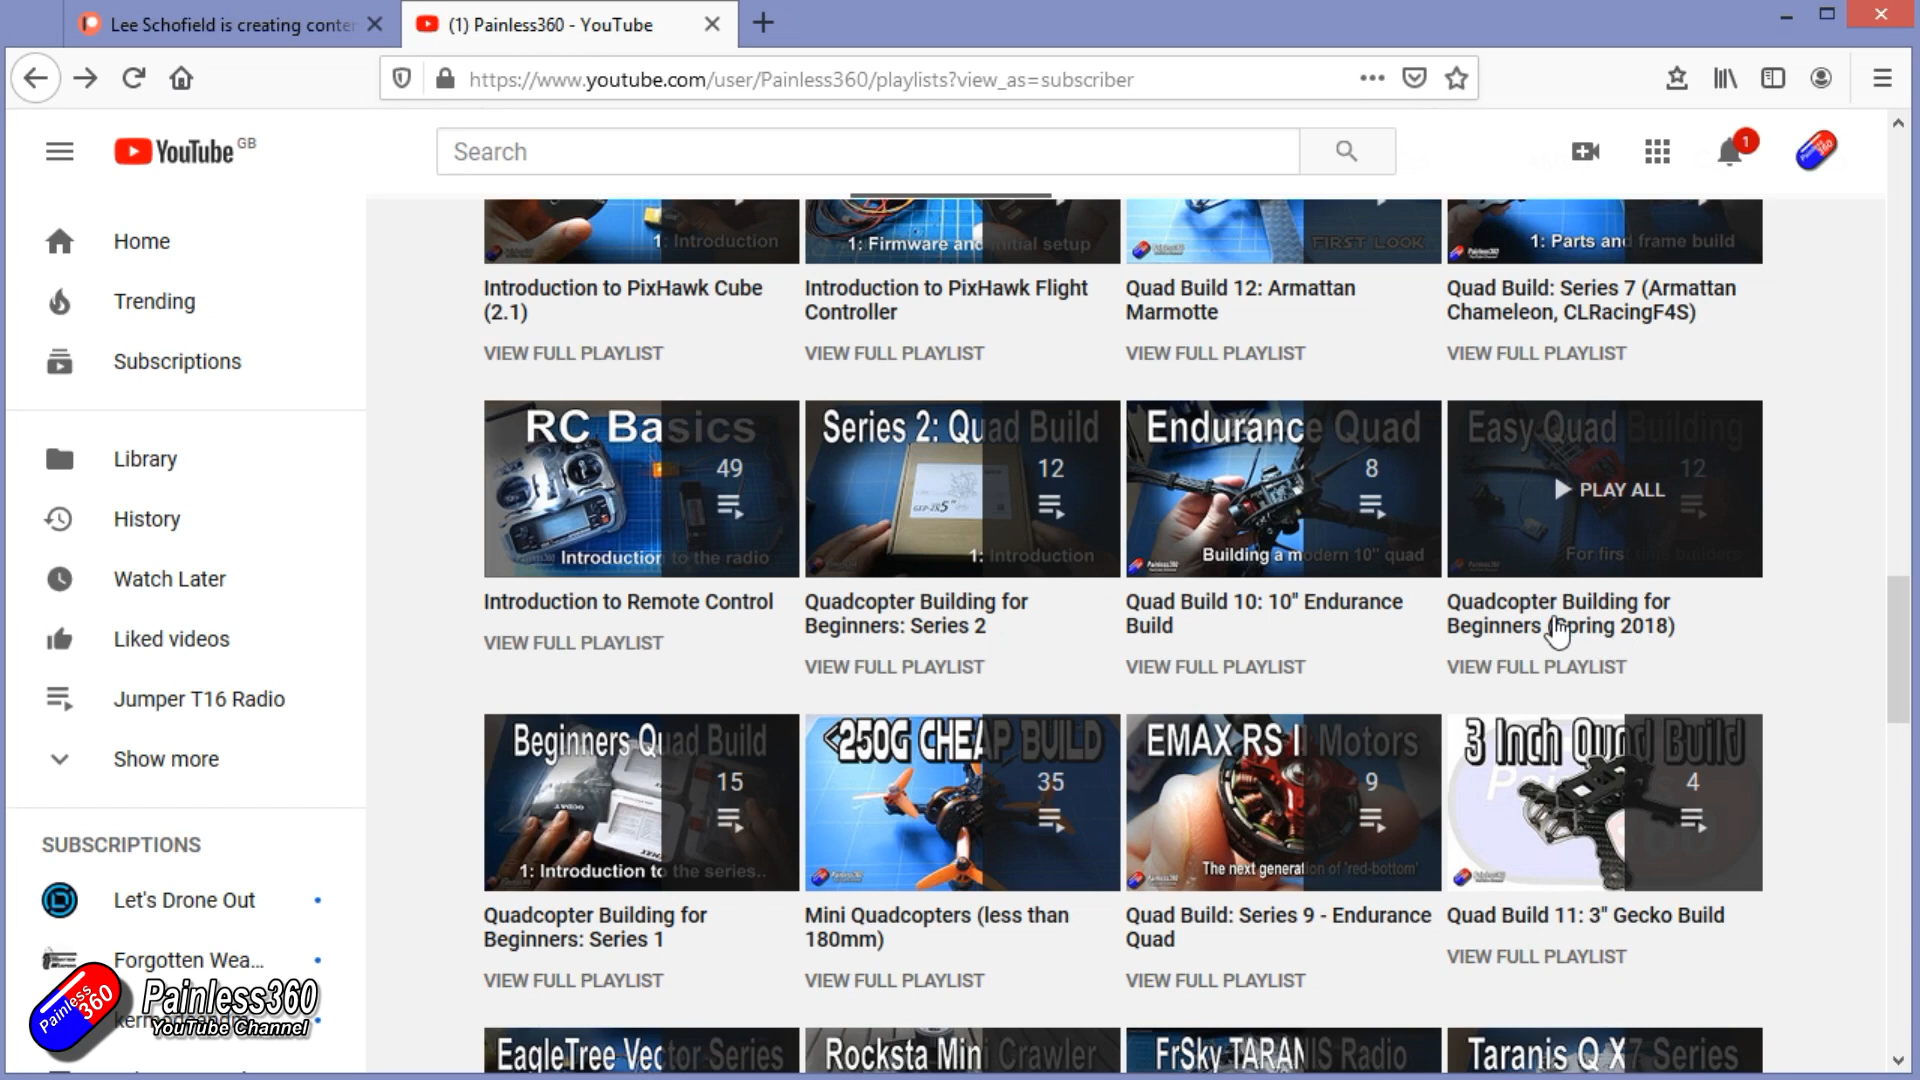 Lee Schofield is creating conter
(1) Painless360 - YouTube
https://www.youtube.com/user/Painless360/playlists?view_as=subscriber
YouTube GB
Search
1
Home
Trending
Subscriptions
Library
History
Watch Later
Liked videos
Jumper T16 Radio
Show more
SUBSCRIPTIONS
Let's Drone Out
Forgotten Wea...
Painless360
YouTube Channel
1: Introduction
1: Firmware and initial setup
FIRST LOOK
1: Parts and frame build
Introduction to PixHawk Cube
(2.1)
VIEW FULL PLAYLIST
Introduction to PixHawk Flight
Controller
VIEW FULL PLAYLIST
Quad Build 12: Armattan
Marmotte
VIEW FULL PLAYLIST
Quad Build: Series 7 (Armattan
Chameleon, CLRacingF4S)
VIEW FULL PLAYLIST
RC Basics
49
Introduction to the radio
Series 2: Quad Build
12
1: Introduction
Endurance Quad
8
Building a modern 10" quad
Easy Quad Building
12
PLAY ALL
For first time builders
Introduction to Remote Control
VIEW FULL PLAYLIST
Quadcopter Building for
Beginners: Series 2
VIEW FULL PLAYLIST
Quad Build 10: 10" Endurance
Build
VIEW FULL PLAYLIST
Quadcopter Building for
Beginners (Spring 2018)
VIEW FULL PLAYLIST
Beginners Quad Build
15
1: Introduction to the series..
<250G CHEAP BUILD
35
EMAX RS II Motors
9
The next generation of 'red-bottom'
3 Inch Quad Build
4
Quadcopter Building for
Beginners: Series 1
VIEW FULL PLAYLIST
Mini Quadcopters (less than
180mm)
VIEW FULL PLAYLIST
Quad Build: Series 9 - Endurance
Quad
VIEW FULL PLAYLIST
Quad Build 11: 3" Gecko Build
VIEW FULL PLAYLIST
EagleTree Vector Series
Rocksta Mini Crawler
FrSky TARANIS Radio
Taranis Q X7 Series